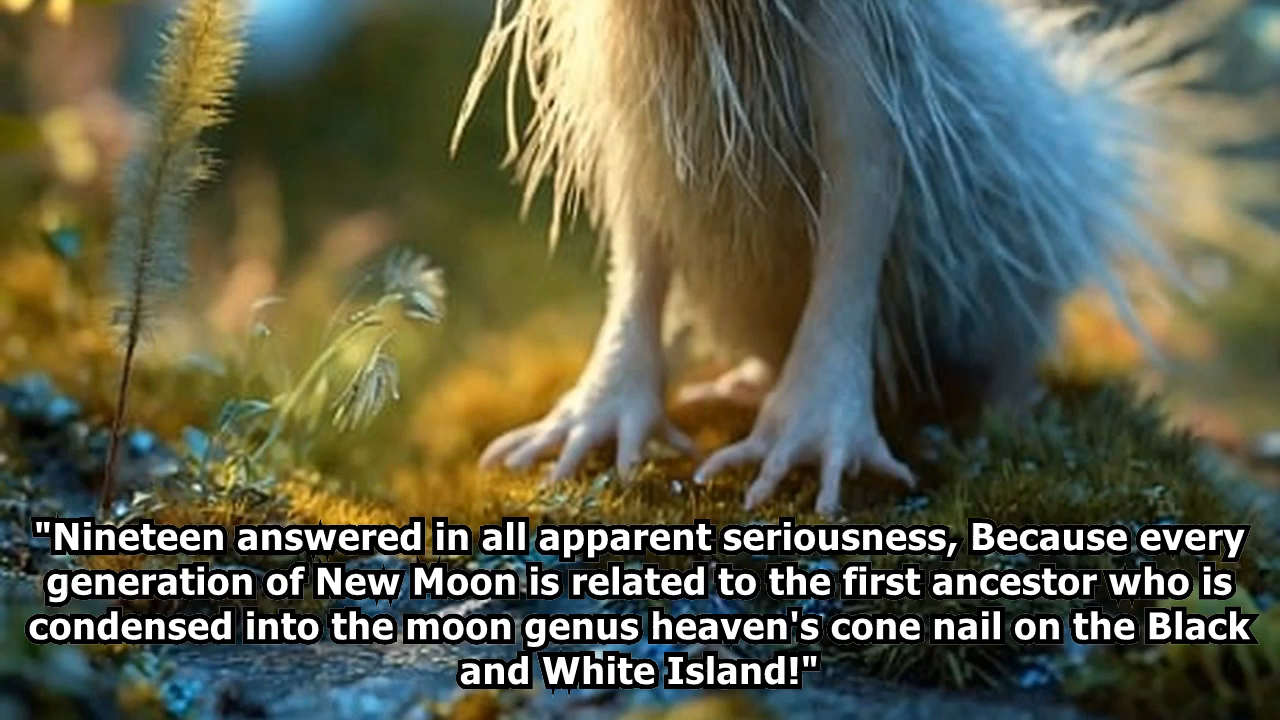 "Nineteen answered in all apparent seriousness, Because every
generation of New Moon is related to the first ancestor who is
condensed into the moon genus heaven's cone nail on the Black
and White Island!"